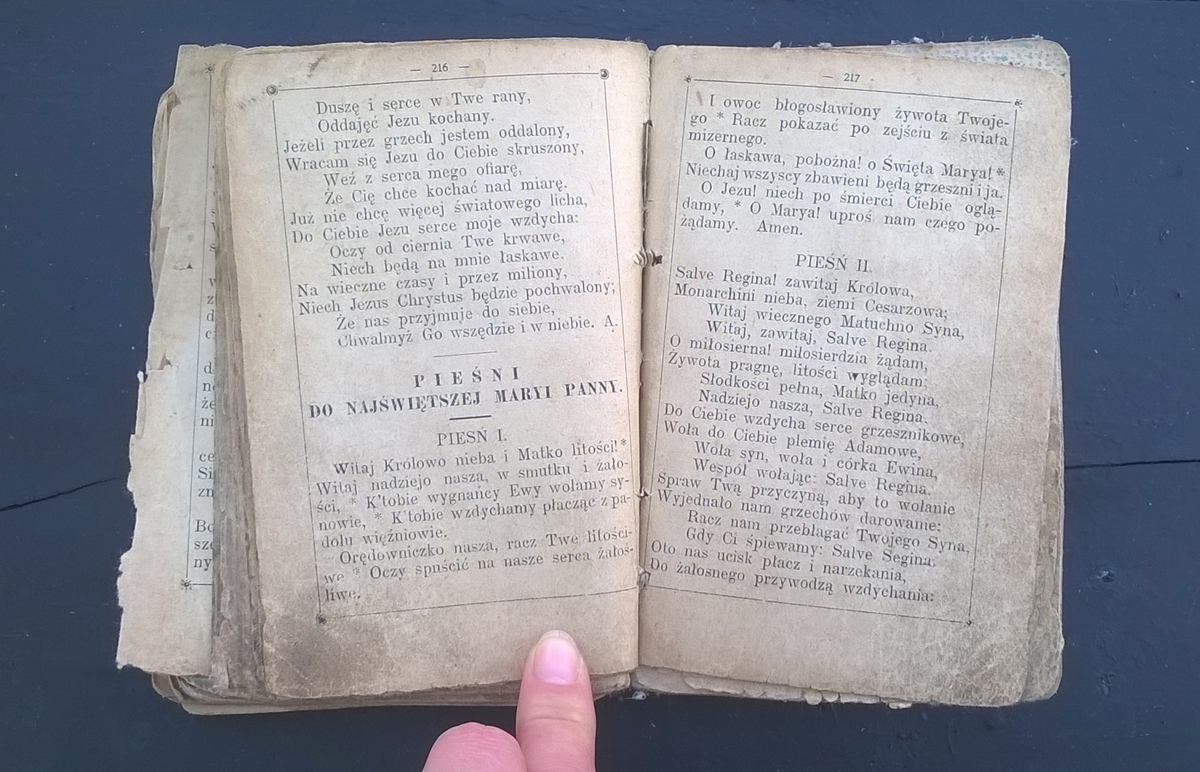 — 216 —
Duszę i serce w Twe rany,
Oddajęć Jezu kochany.
Jeżeli przez grzech jestem oddalony,
Wracam się Jezu do Ciebie skruszony,
Weź z serca mego ofiarę,
Że Cię chce kochać nad miarę.
Już nie chcę więcej światowego licha,
Do Ciebie Jezu serce moje wzdycha:
Oczy od ciernia Twe krwawe,
Niech będą na mnie łaskawe.
Na wieczne czasy i przez miliony,
Niech Jezus Chrystus będzie pochwalony;
Że nas przyjmuje do siebie,
Chwalmyż Go wszędzie i w niebie. A.
PIEŚNI
DO NAJŚWIĘTSZEJ MARYI PANNY.
PIEŚŃ I.
Witaj Królowo nieba i Matko litości!*
Witaj nadziejo nasza, w smutku i żało-
ści, * K'tobie wygnańcy Ewy wołamy sy-
nowie, * K'tobie wzdychamy płacząc z pa-
dołu więźniowie.
Orędowniczko nasza, racz Twe litości-
we * Oczy spuścić na nasze serca żałoś-
liwe.
— 217 -
I owoc błogosławiony żywota Twoje-
go * Racz pokazać po zejściu z świata
mizernego.
O łaskawa, pobożna! o Święta Marya!*
Niechaj wszyscy zbawieni będą grzeszni i ja.
O Jezu! niech po śmierci Ciebie oglą-
damy, * O Marya! uproś nam czego po-
żądamy. Amen.
PIEŚŃ II.
Salve Regina! zawitaj Królowa,
Monarchini nieba, ziemi Cesarzowa;
Witaj wiecznego Matuchno Syna,
Witaj, zawitaj, Salve Regina.
O miłosierna! miłosierdzia żądam,
Żywota pragnę, litości wyglądam;
Słodkości pełna, Matko jedyna,
Nadziejo nasza, Salve Regina.
Do Ciebie wzdycha serce grzesznikowe,
Woła do Ciebie plemię Adamowe,
Woła syn, woła i córka Ewina,
Wespół wołając: Salve Regina.
Spraw Twą przyczyną, aby to wołanie
Wyjednało nam grzechów darowanie:
Racz nam przebłagać Twojego Syna,
Gdy Ci śpiewamy: Salve Segina.
Oto nas ucisk płacz i narzekania,
Do żałosnego przywodzą wzdychania: